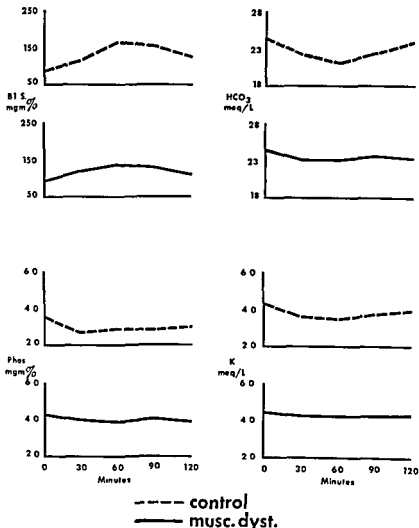 250
150
50
Bl S.
mgm%
250
150
50
28
23
18
HCO3
meq/L
28
23
18
6 0
4 0
2 0
Phos
mgm%
6 0
4 0
2 0
0 30 60 90 120
Minutes
6 0
4 0
2 0
K
meq/L
6 0
4 0
2 0
0 30 60 90 120
Minutes
control
musc. dyst.